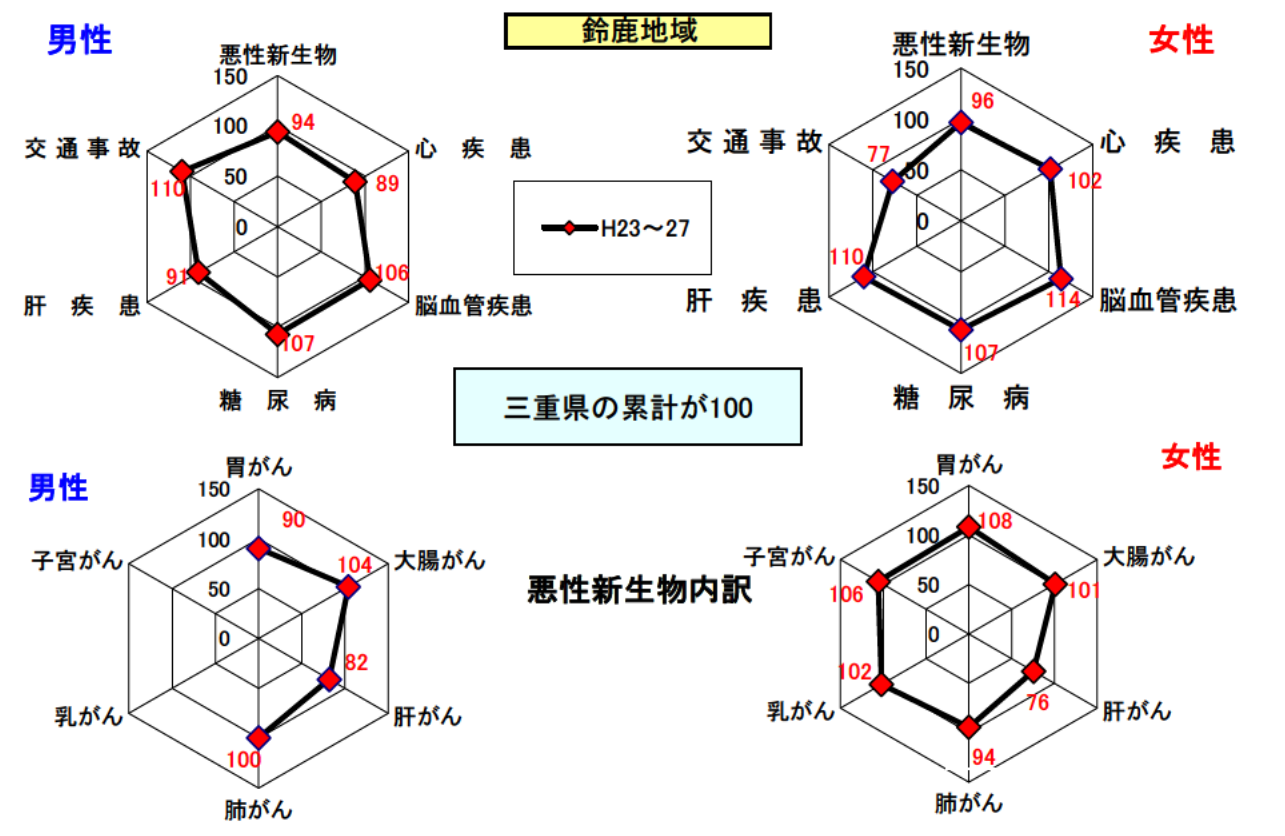 鈴鹿地域
男性
悪性新生物
150
100
50
0
94
心 疾 患
89
脳血管疾患
106
糖 尿 病
107
肝 疾 患
91
交 通 事 故
110
H23～27
女性
悪性新生物
150
100
50
0
96
心 疾 患
102
脳血管疾患
114
糖 尿 病
107
肝 疾 患
110
交 通 事 故
77
三重県の累計が100
男性
胃がん
150
100
50
0
90
大腸がん
104
肝がん
82
肺がん
100
乳がん
子宮がん
悪性新生物内訳
女性
胃がん
150
100
50
0
108
大腸がん
101
肝がん
76
肺がん
94
乳がん
102
子宮がん
106